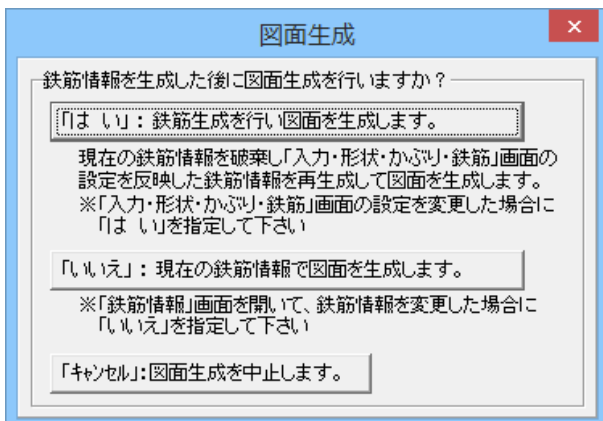 図面生成
鉄筋情報を生成した後に図面生成を行いますか？
「は い」：鉄筋生成を行い図面を生成します。
現在の鉄筋情報を破棄し「入力・形状・かぶり・鉄筋」画面の
設定を反映した鉄筋情報を再生成して図面を生成します。
※「入力・形状・かぶり・鉄筋」画面の設定を変更した場合に
「は い」を指定して下さい
「いいえ」：現在の鉄筋情報で図面を生成します。
※「鉄筋情報」画面を開いて、鉄筋情報を変更した場合に
「いいえ」を指定して下さい
「ｷｬﾝｾﾙ」：図面生成を中止します。